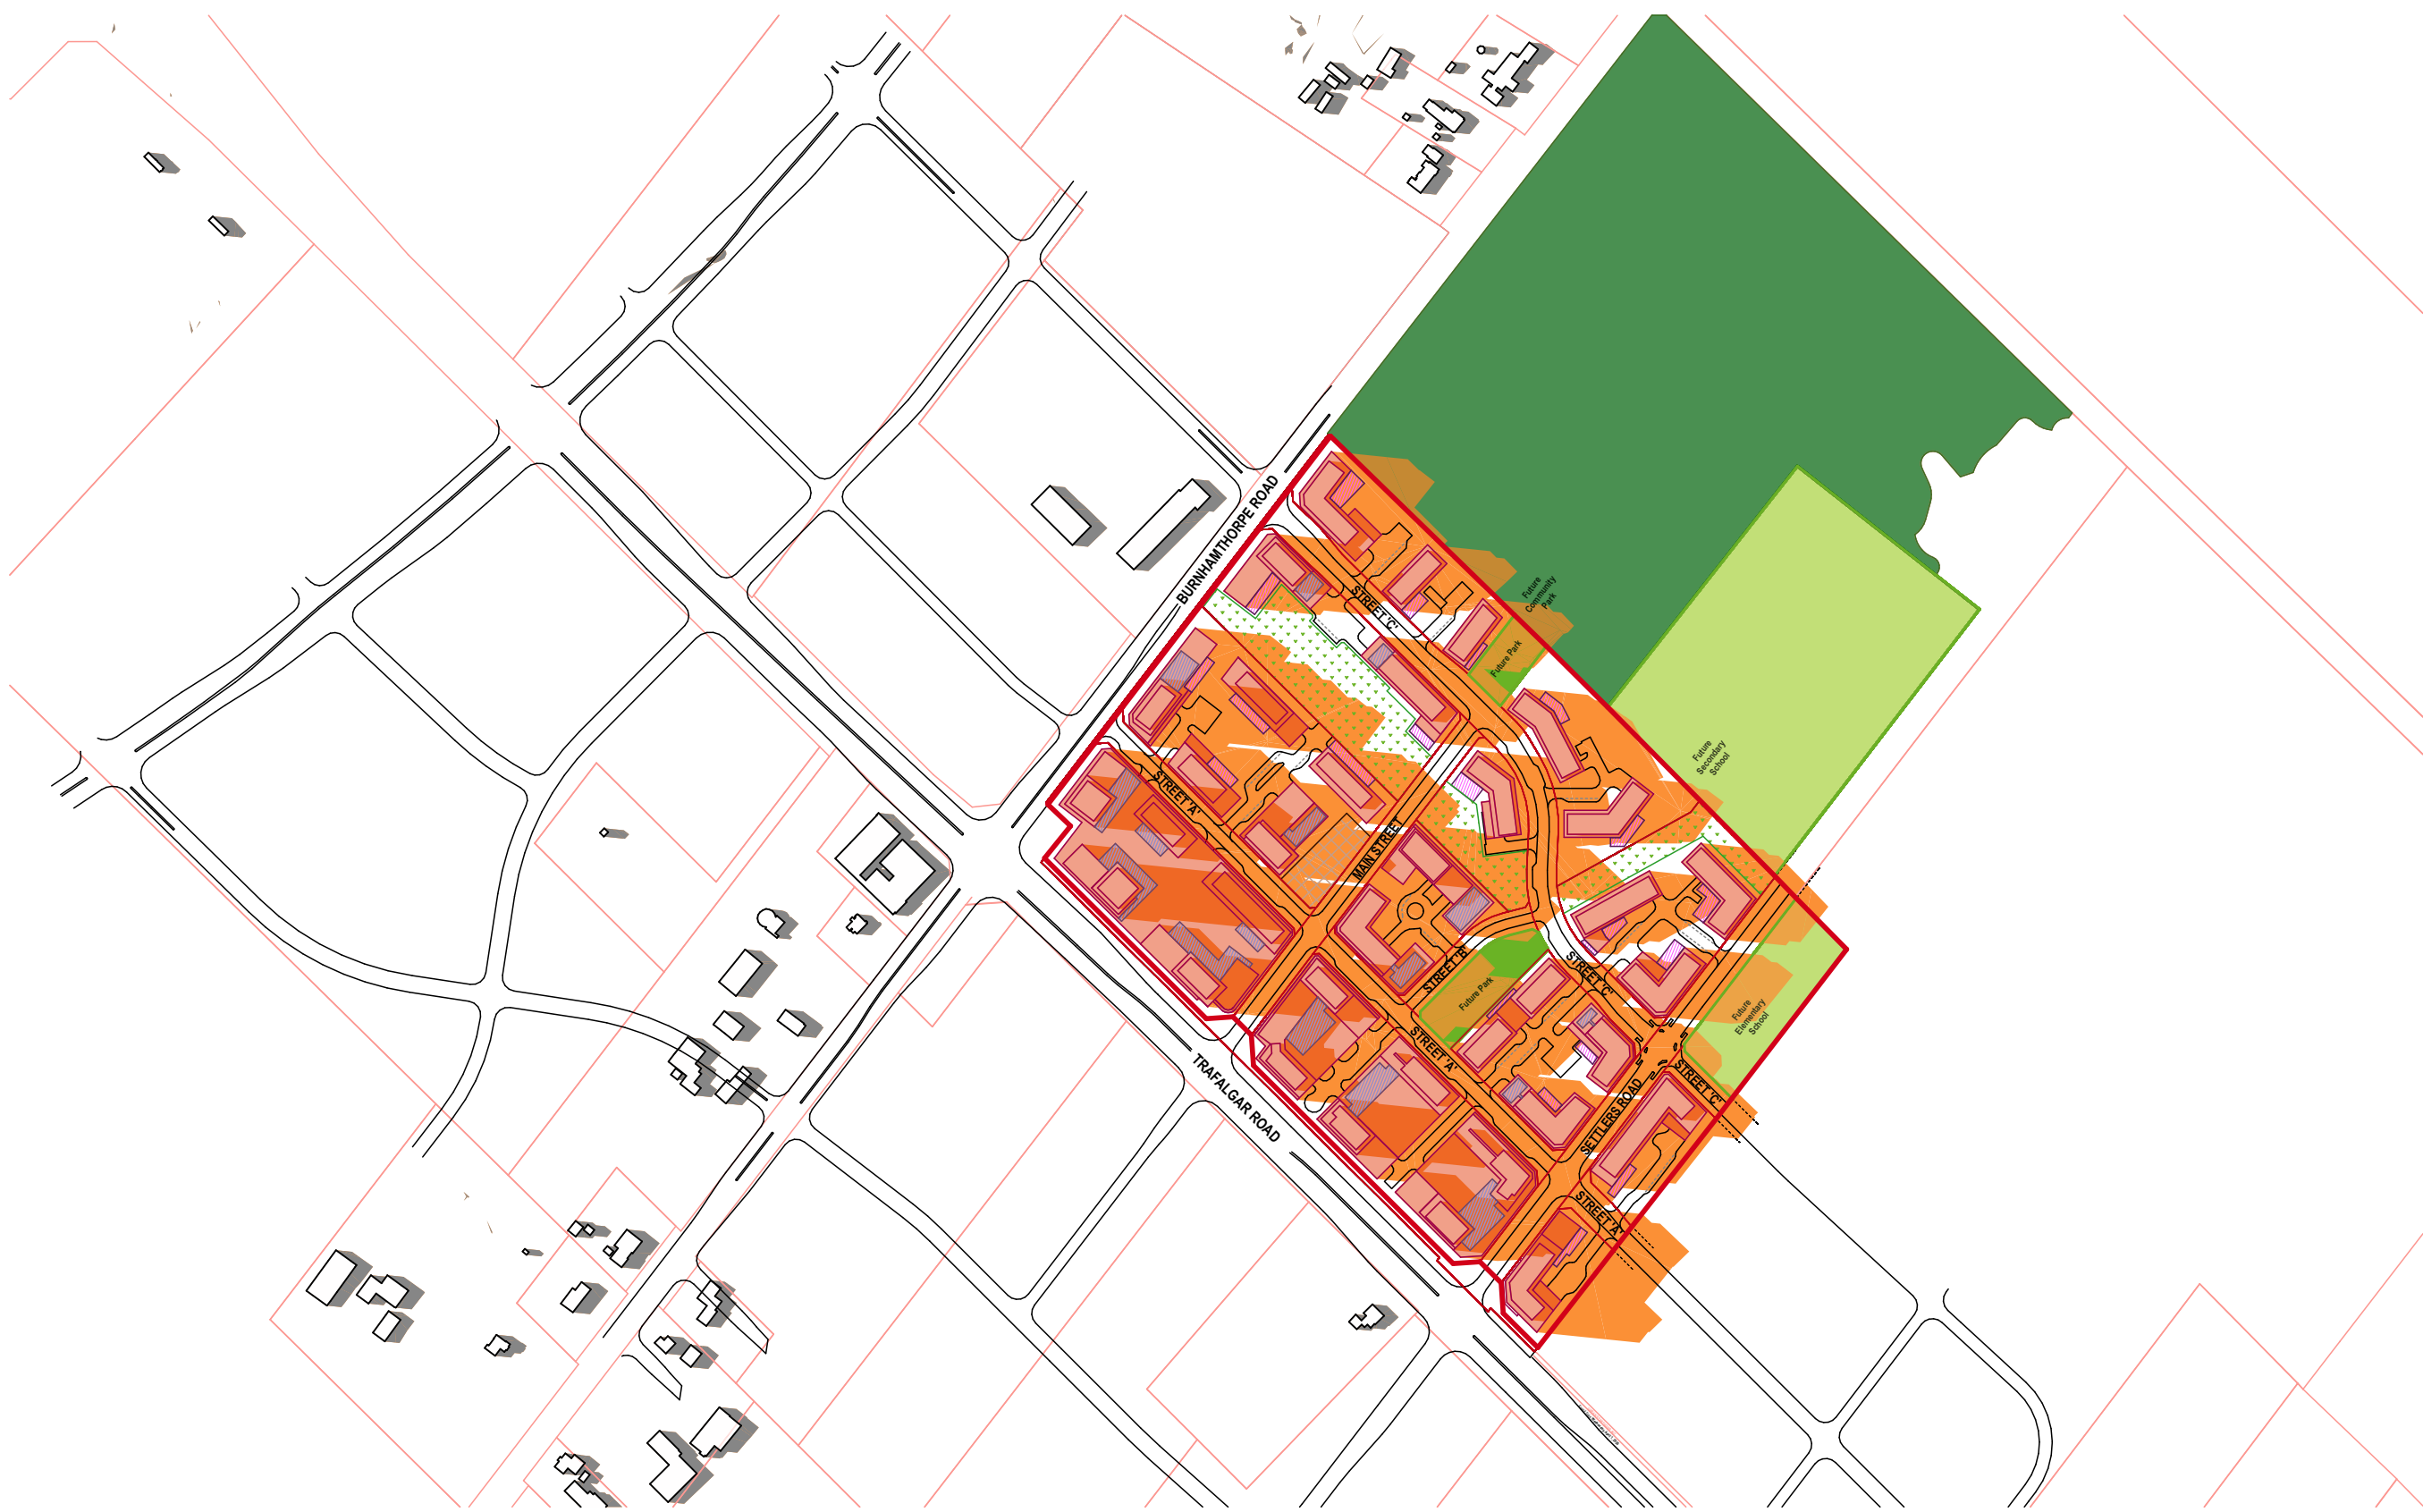 BURNHAMTHORPE ROAD
STREET 'C'
Future
Community
Park
Future Park
Future
Secondary
School
STREET 'A'
MAIN STREET
STREET 'B'
Future Park
STREET 'C'
Future
Elementary
School
STREET 'A'
TRAFALGAR ROAD
STREET 'C'
SETTLERS ROAD
STREET 'A'